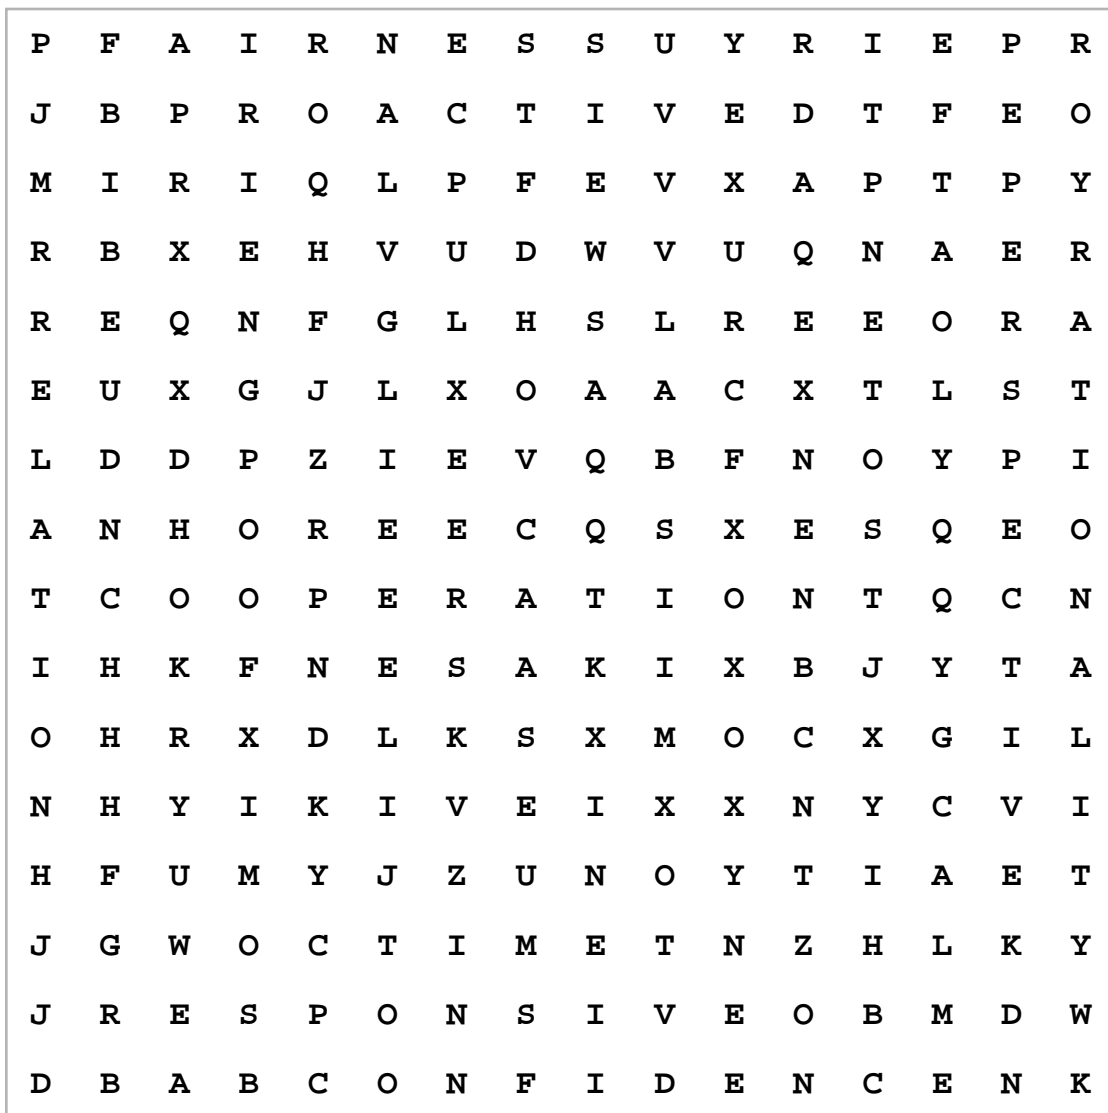 P F A I R N E S S U Y R I E P R
J B P R O A C T I V E D T F E O
M I R I Q L P F E V X A P T P Y
R B X E H V U D W V U Q N A E R
R E Q N F G L H S L R E E O R A
E U X G J L X O A A C X T L S T
L D D P Z I E V Q B F N O Y P I
A N H O R E E C Q S X E S Q E O
T C O O P E R A T I O N T Q C N
I H K F N E S A K I X B J Y T A
O H R X D L K S X M O C X G I L
N H Y I K I V E I X X N Y C V I
H F U M Y J Z U N O Y T I A E T
J G W O C T I M E T N Z H L K Y
J R E S P O N S I V E O B M D W
D B A B C O N F I D E N C E N K